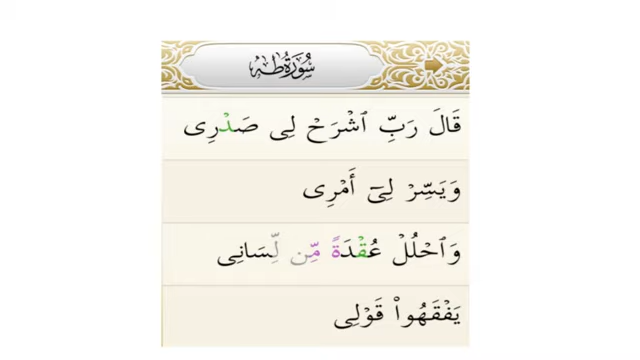 سُورَةُ طه
قَالَ رَبِّ ٱشْرَحْ لِى صَدْرِى
وَيَسِّرْ لِىٓ أَمْرِى
وَٱحْلُلْ عُقْدَةً مِّن لِّسَانِى
يَفْقَهُوا۟ قَوْلِى